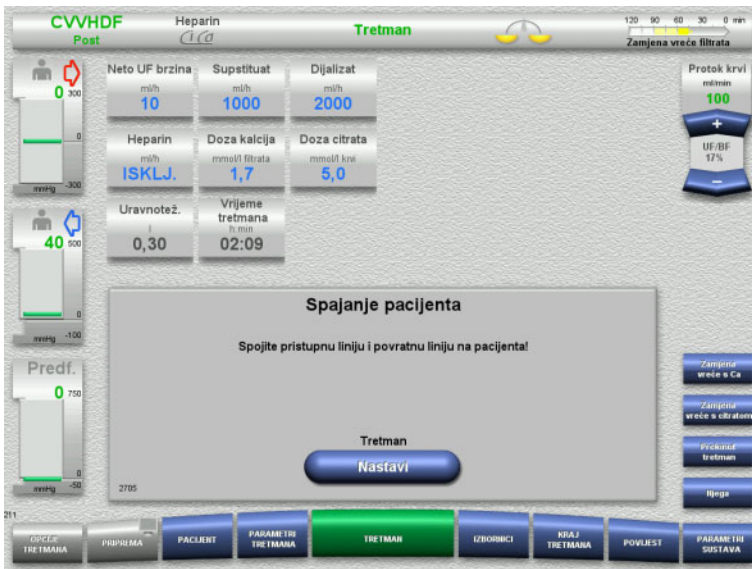 CVVHDF
Post
Heparin
CiCa
Tretman
120 90 60 30 0 min
Zamjena vreće filtrata
0 300
0
mmHg -300
40 500
0
mmHg -100
Predf.
0 750
0
mmHg -50
Neto UF brzina
ml/h
10
Supstituat
ml/h
1000
Dijalizat
ml/h
2000
Heparin
ml/h
ISKLJ.
Doza kalcija
mmol/l filtrata
1,7
Doza citrata
mmol/l krvi
5,0
Uravnotež.
l
0,30
Vrijeme
tretmana
h:min
02:09
Protok krvi
ml/min
100
+
UF/BF
17%
−
Spajanje pacijenta
Spojite pristupnu liniju i povratnu liniju na pacijenta!
Tretman
Nastavi
2705
Zamjena
vreće s Ca
Zamjena
vreće s citratom
Prekinut
tretman
Njega
211
OPCIJE
TRETMANA
PRIPREMA
PACIJENT
PARAMETRI
TRETMANA
TRETMAN
IZBORNICI
KRAJ
TRETMANA
POVIJEST
PARAMETRI
SUSTAVA